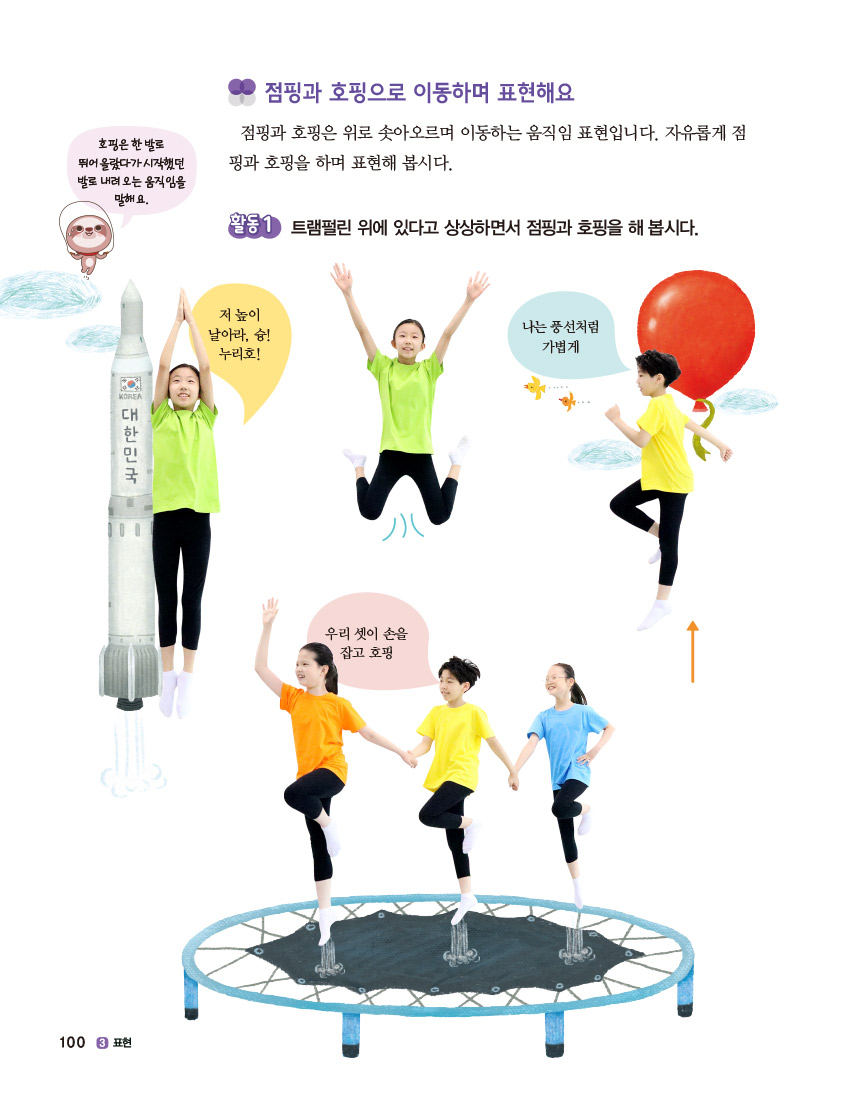 점핑과 호핑으로 이동하며 표현해요
점핑과 호핑은 위로 솟아오르며 이동하는 움직임 표현입니다. 자유롭게 점
핑과 호핑을 하며 표현해 봅시다.
호핑은 한 발로
뛰어 올랐다가 시작했던
발로 내려 오는 움직임을
말해요.
활동 1 트램펄린 위에 있다고 상상하면서 점핑과 호핑을 해 봅시다.
저 높이
날아라, 슝!
누리호!
나는 풍선처럼
가볍게
KOREA
대한민국
우리 셋이 손을
잡고 호핑
100 3 표현